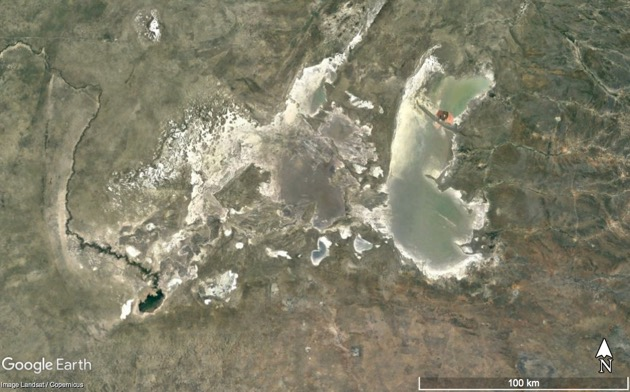 Google Earth
Image Landsat / Copernicus
100 km
N